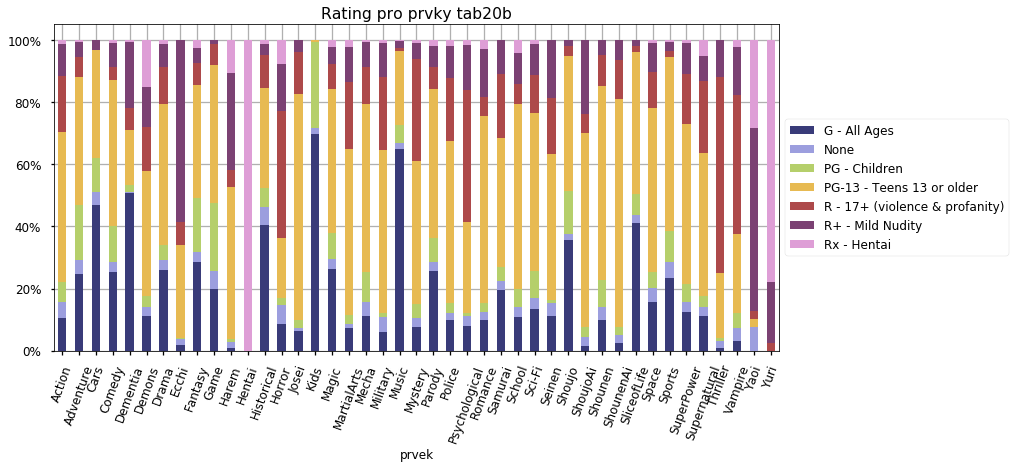 Rating pro prvky tab20b
100%
80%
60%
40%
20%
0%
G - All Ages
None
PG - Children
PG-13 - Teens 13 or older
R - 17+ (violence & profanity)
R+ - Mild Nudity
Rx - Hentai
Action
Adventure
Cars
Comedy
Dementia
Demons
Drama
Ecchi
Fantasy
Game
Harem
Hentai
Historical
Horror
Josei
Kids
Magic
MartialArts
Mecha
Military
Music
Mystery
Parody
Police
Psychological
Romance
Samurai
School
Sci-Fi
Seinen
Shoujo
ShoujoAi
Shounen
ShounenAi
SliceofLife
Space
Sports
SuperPower
Supernatural
Thriller
Vampire
Yaoi
Yuri
prvek